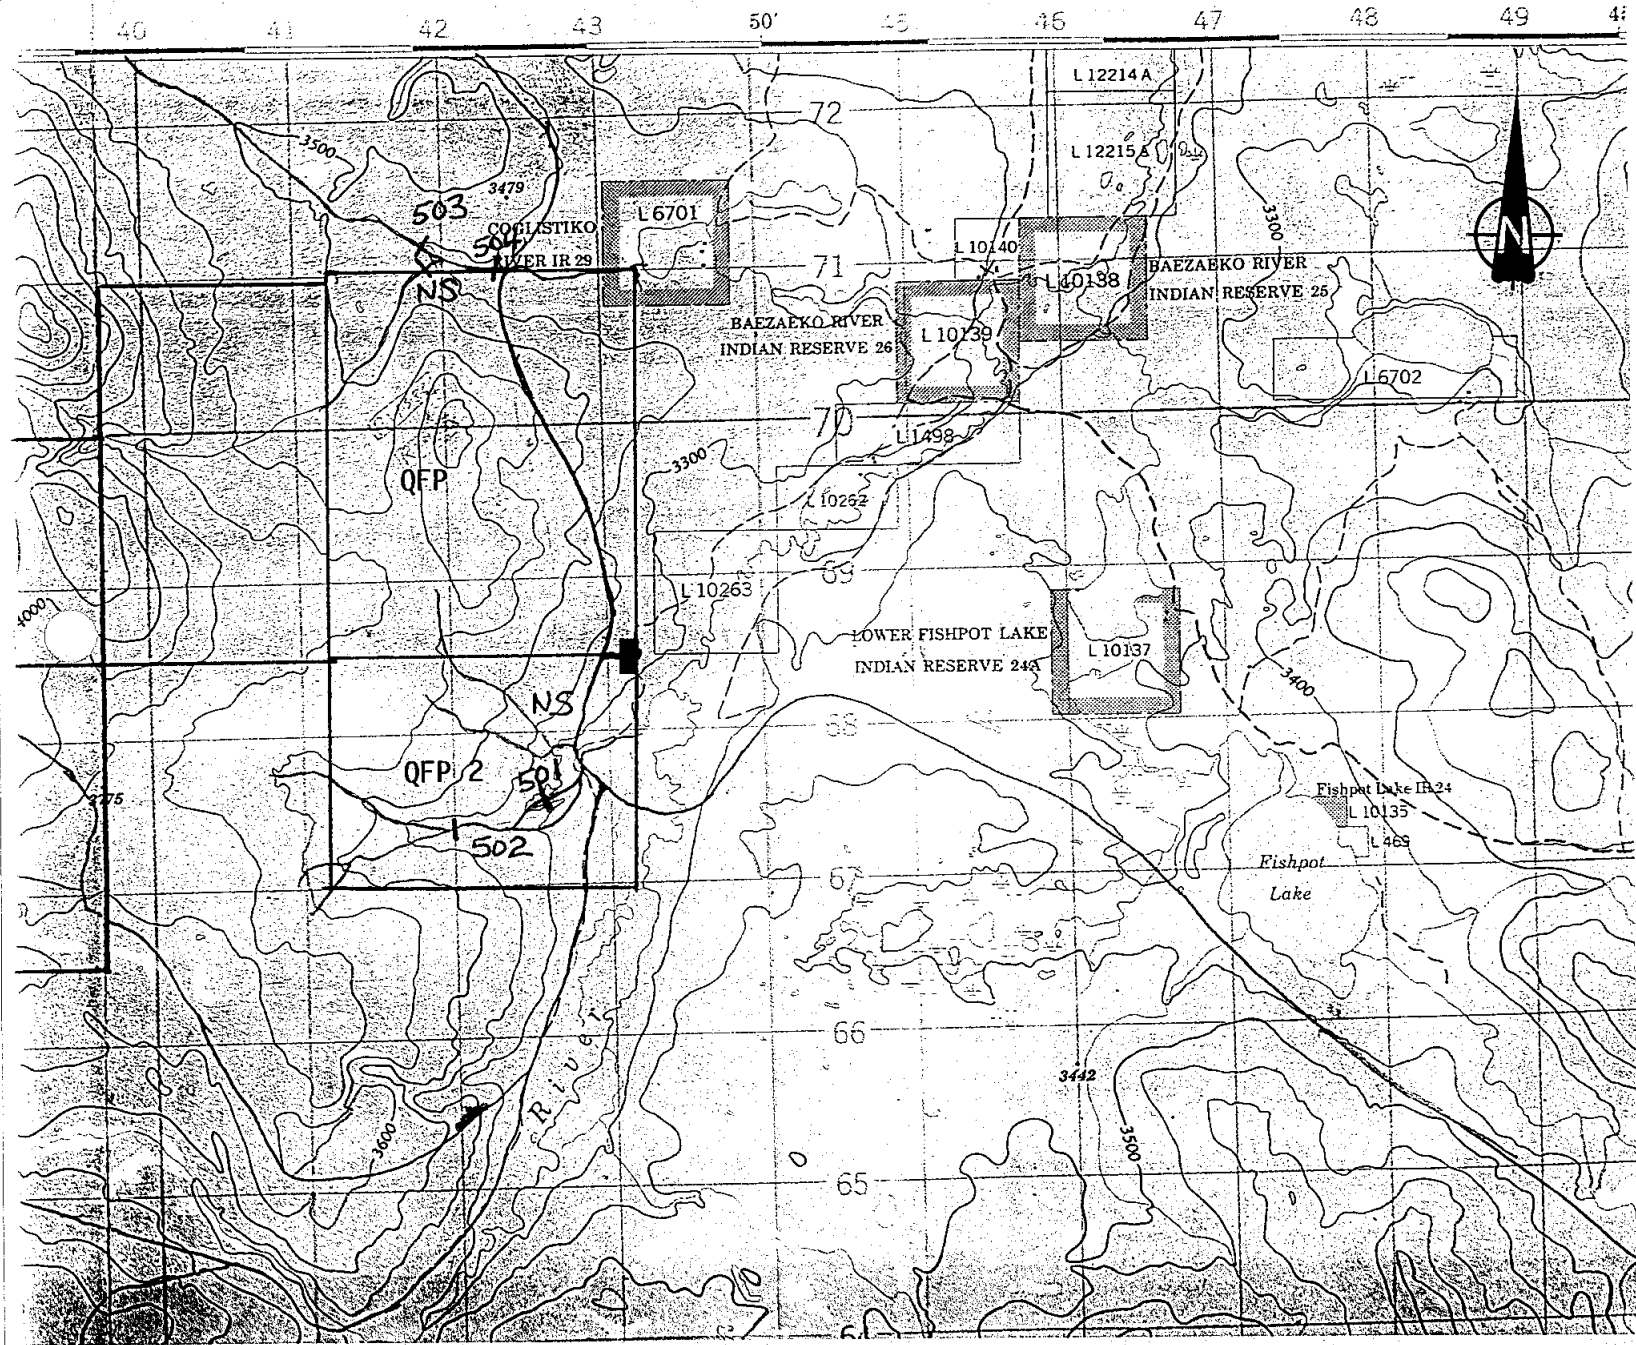 40 41 42 43 50' 45 46 47 48 49
L 12214 A
72
3500
L 12215 A
3479
503
L 6701
3300
COGLISTIKO
RIVER IR 29
504
L 10140
N
71
L 10138
BAEZAEKO RIVER
INDIAN RESERVE 25
NS
BAEZAEKO RIVER
INDIAN RESERVE 26
L 10139
L 6702
70
L 1498
3300
QFP
L 10262
69
L 10263
4000
LOWER FISHPOT LAKE
INDIAN RESERVE 24A
L 10137
3400
NS
68
QFP 2
501
Fishpot Lake IR 24
L 10135
L 469
502
Fishpot
Lake
67
66
River
3442
3600
3500
65